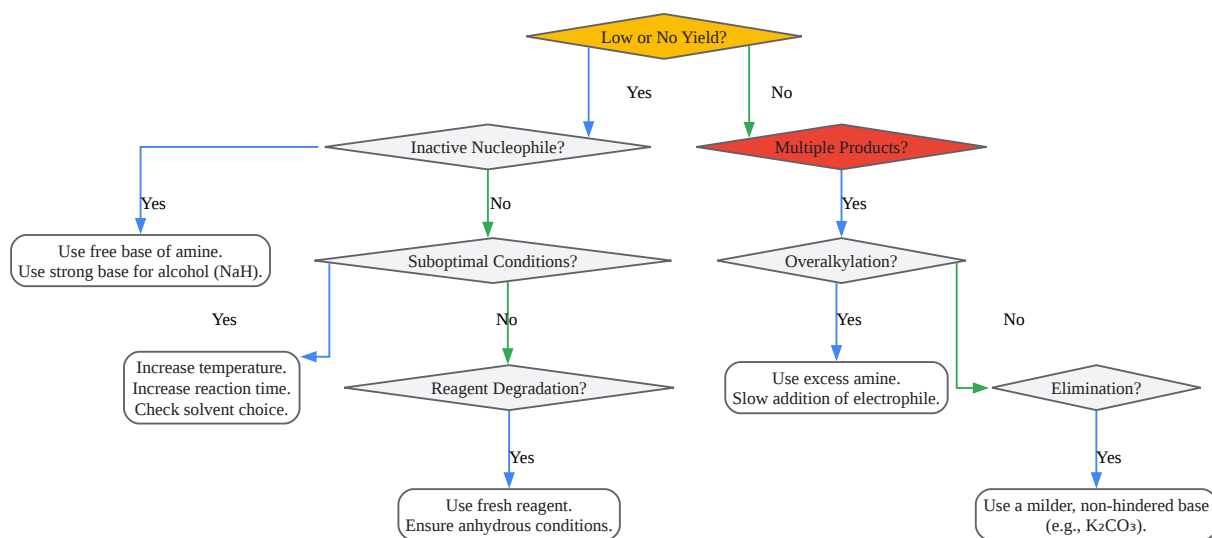 Low or No Yield?
Yes
No
Inactive Nucleophile?
Multiple Products?
Yes
No
Yes
Use free base of amine.
Use strong base for alcohol (NaH).
Suboptimal Conditions?
Overalkylation?
Yes
No
Yes
No
Increase temperature.
Increase reaction time.
Check solvent choice.
Reagent Degradation?
Use excess amine.
Slow addition of electrophile.
Elimination?
Yes
Yes
Use fresh reagent.
Ensure anhydrous conditions.
Use a milder, non-hindered base
(e.g., K₂CO₃).